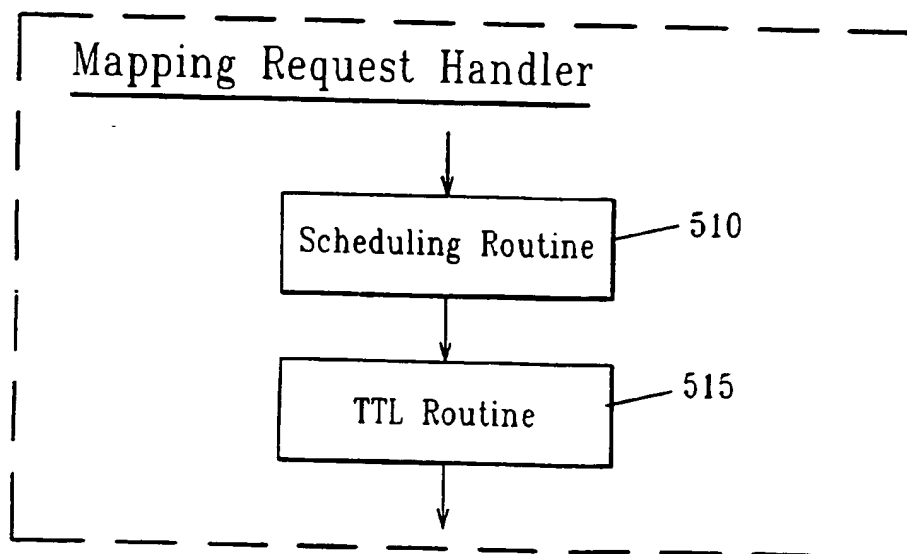 Mapping Request Handler
Scheduling Routine
510
TTL Routine
515